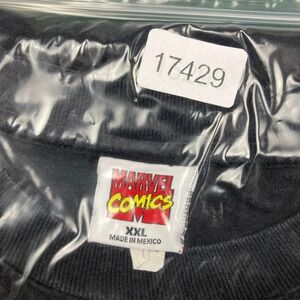 17429
MARVEL
COMICS
XXL
MADE IN MEXICO